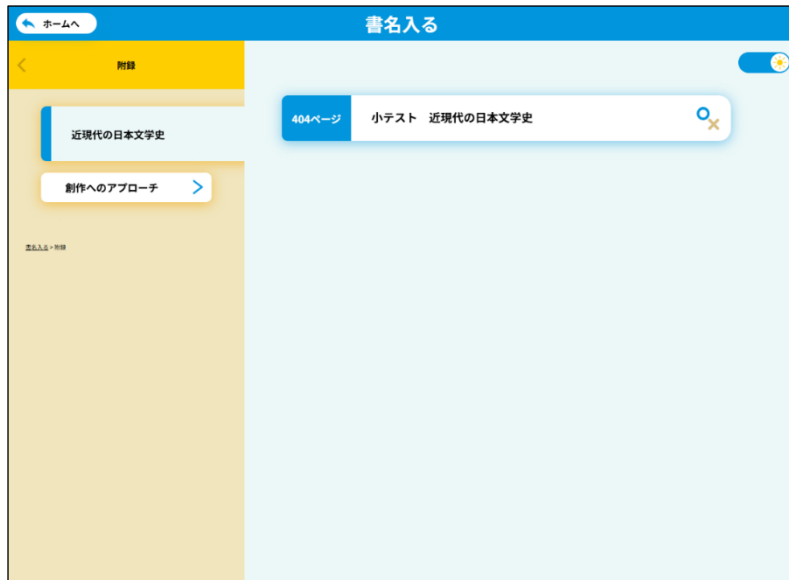 ホームへ
書名入る
附録
近現代の日本文学史
創作へのアプローチ
書名入る > 附録
404ページ
小テスト　近現代の日本文学史